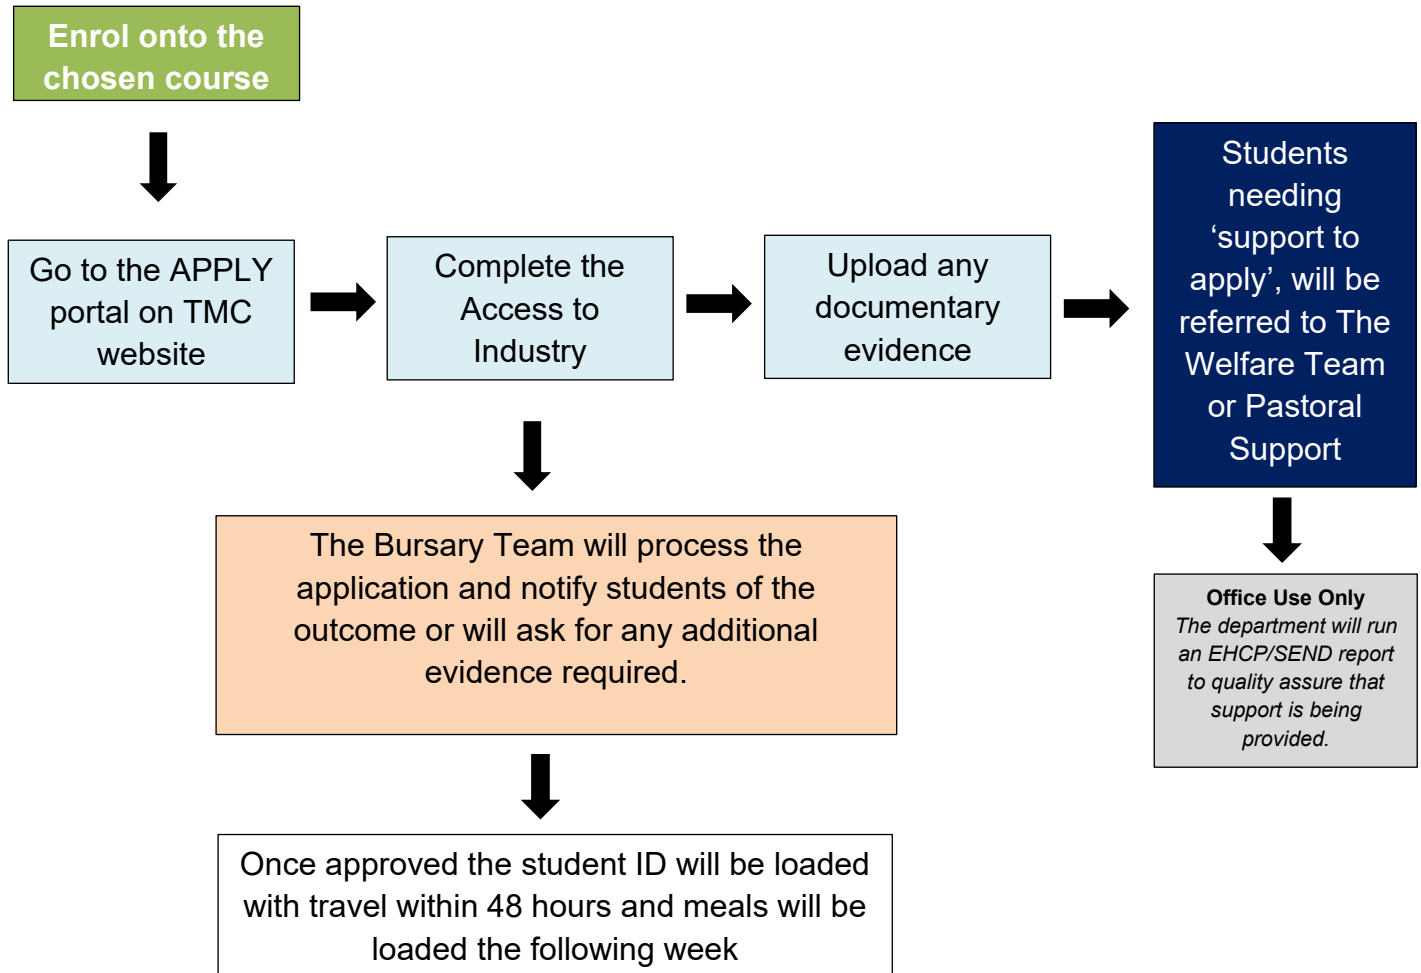 Enrol onto the
chosen course
Go to the APPLY
portal on TMC
website
Complete the
Access to
Industry
Upload any
documentary
evidence
Students
needing
‘support to
apply’, will be
referred to The
Welfare Team
or Pastoral
Support
The Bursary Team will process the
application and notify students of the
outcome or will ask for any additional
evidence required.
Office Use Only
The department will run
an EHCP/SEND report
to quality assure that
support is being
provided.
Once approved the student ID will be loaded
with travel within 48 hours and meals will be
loaded the following week